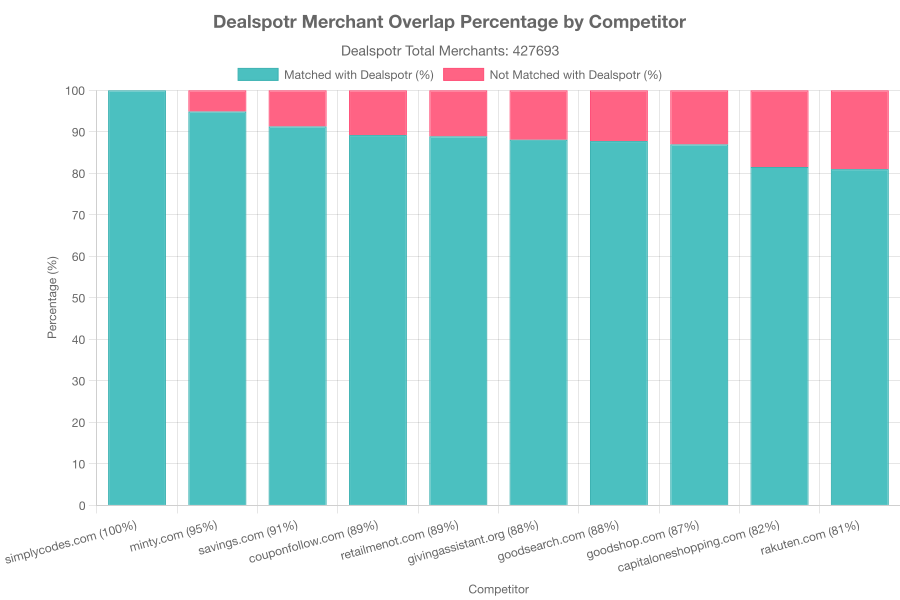 Dealspotr Merchant Overlap Percentage by Competitor
Dealspotr Total Merchants: 427693
Matched with Dealspotr (%) Not Matched with Dealspotr (%)
100
90
80
70
60
50
40
30
20
10
0
Percentage (%)
simplycodes.com (100%)
minty.com (95%)
savings.com (91%)
couponfollow.com (89%)
retailmenot.com (89%)
givingassistant.org (88%)
goodsearch.com (88%)
goodshop.com (87%)
capitaloneshopping.com (82%)
rakuten.com (81%)
Competitor